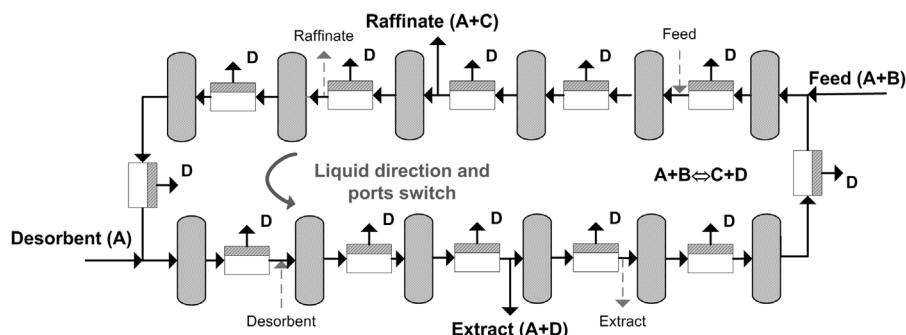 Raffinate (A+C)
Raffinate
Feed
D
D
D
D
D
Feed (A+B)
D
Liquid direction and
ports switch
A+B⇔C+D
D
Desorbent (A)
D
D
D
D
D
Desorbent
Extract (A+D)
Extract